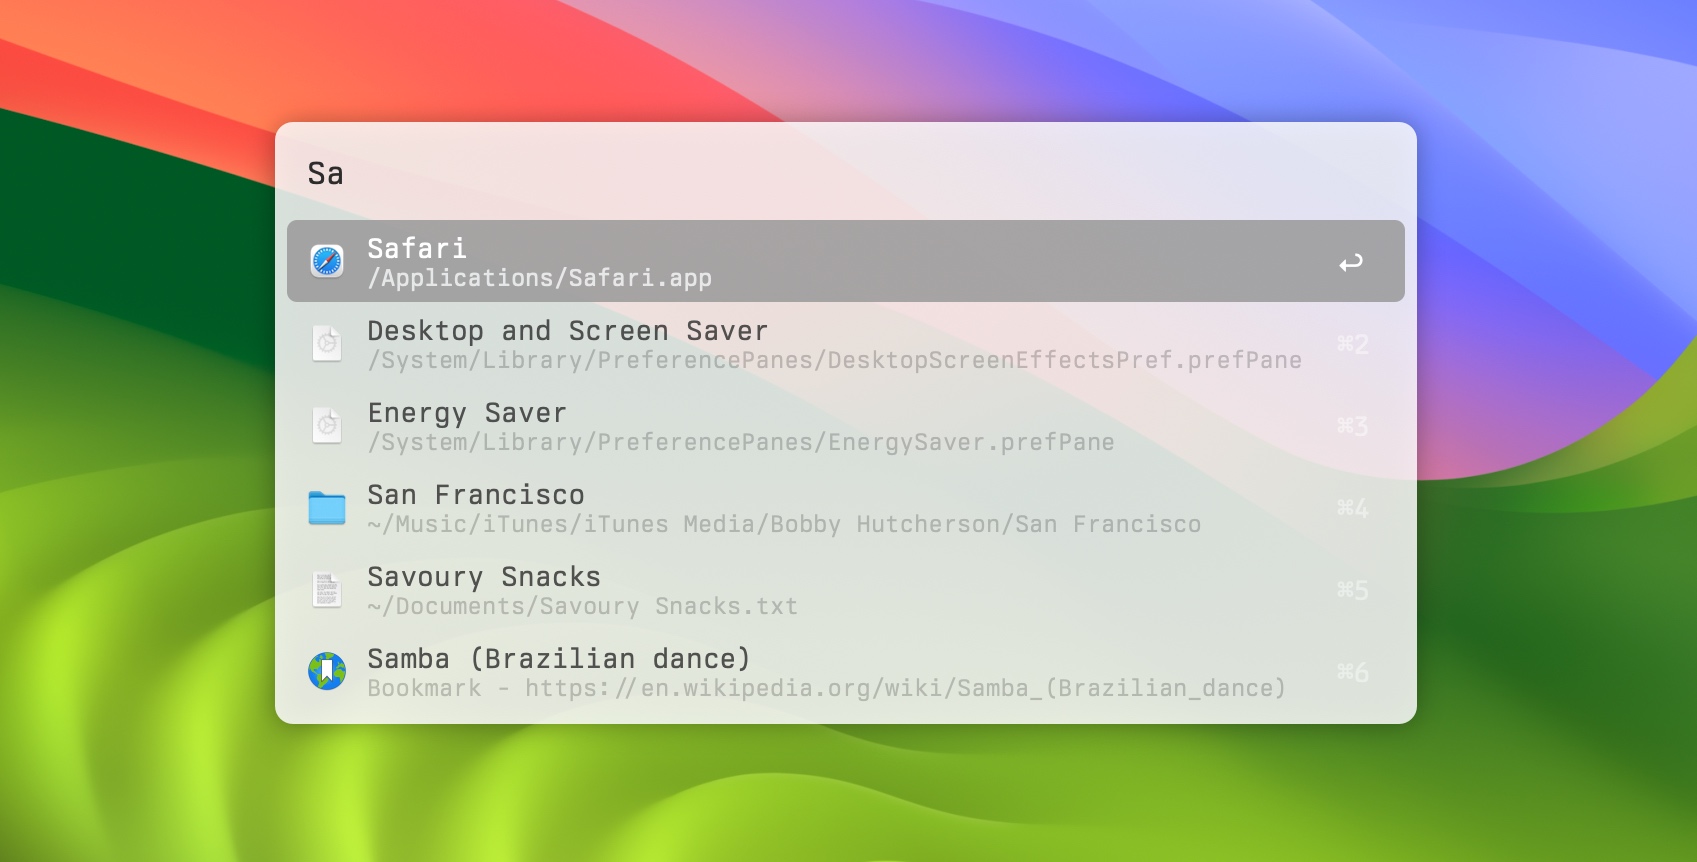 Sa
Safari
/Applications/Safari.app
Desktop and Screen Saver
/System/Library/PreferencePanes/DesktopScreenEffectsPref.prefPane
⌘2
Energy Saver
/System/Library/PreferencePanes/EnergySaver.prefPane
⌘3
San Francisco
~/Music/iTunes/iTunes Media/Bobby Hutcherson/San Francisco
⌘4
Savoury Snacks
~/Documents/Savoury Snacks.txt
⌘5
Samba (Brazilian dance)
Bookmark - https://en.wikipedia.org/wiki/Samba_(Brazilian_dance)
⌘6